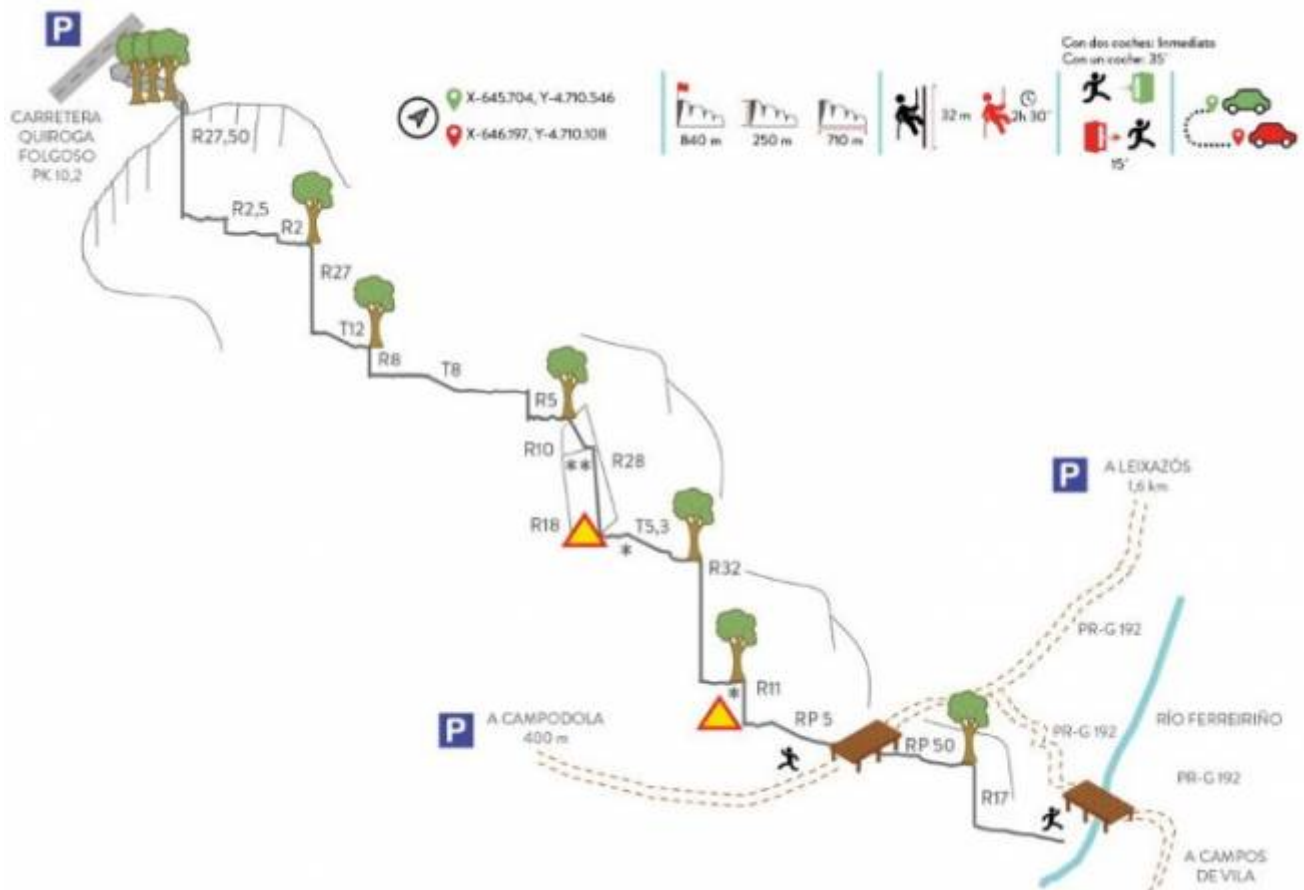 P
CARRETERA
QUIROGA
FOLGOSO
PK 10,2
X-645.704, Y-4.710.546
X-646.197, Y-4.710.108
840 m
250 m
710 m
32 m
2h 30´
Con dos coches: Inmediato
Con un coche: 35´
15´
R27,50
R2,5
R2
R27
T12
R8
T8
R5
R10
**
R28
R18
T5,3
*
R32
*
R11
RP 5
P
A CAMPODOLA
400 m
P
A LEIXAZÓS
1,6 km
PR-G 192
RP 50
PR-G 192
RÍO FERREIRIÑO
PR-G 192
R17
A CAMPOS
DE VILA